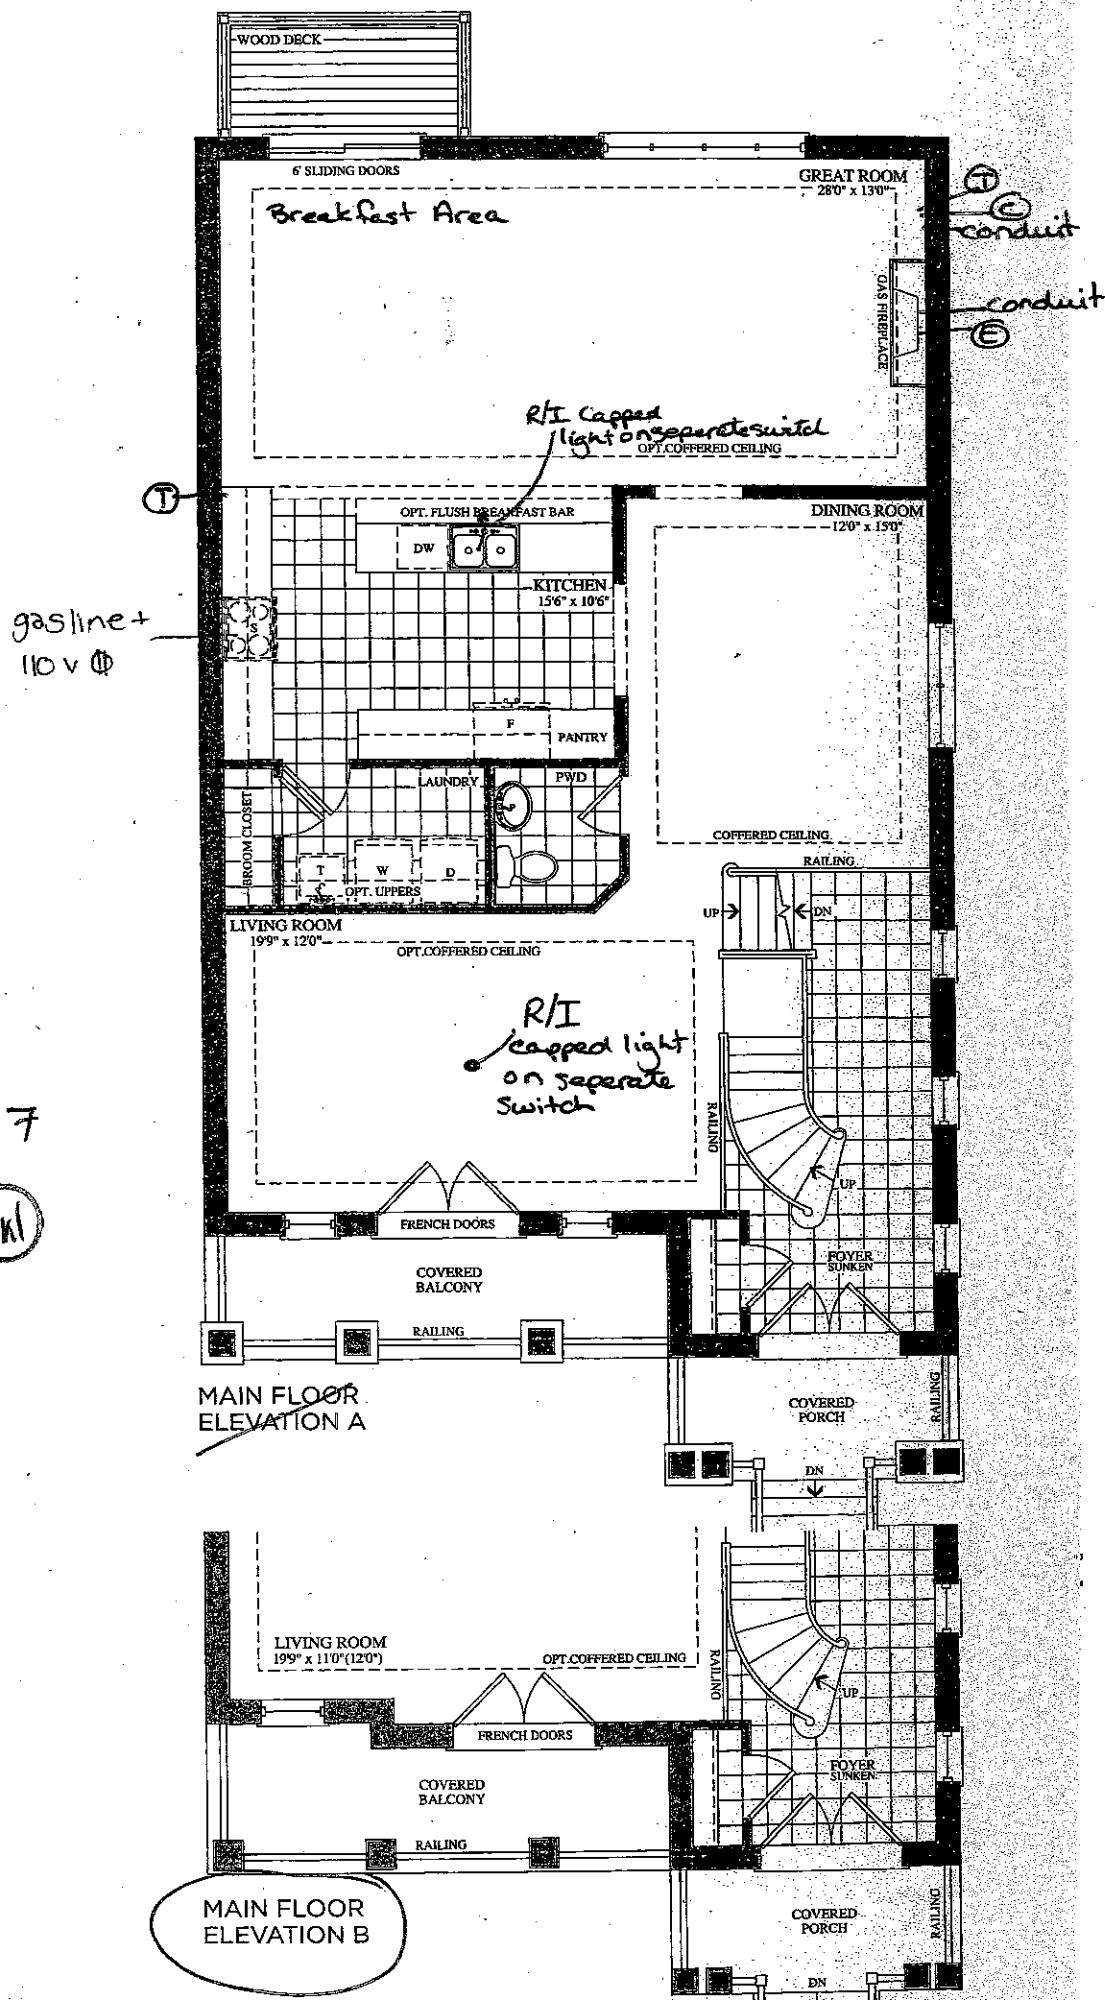 WOOD DECK
6' SLIDING DOORS
GREAT ROOM
28'0" x 13'0"
Breakfast Area
T
C
conduit
conduit
E
GAS FIREPLACE
R/I Capped
light on seperate switch
OPT.COFFERED CEILING
T
OPT. FLUSH BREAKFAST BAR
DW
DINING ROOM
12'0" x 15'0"
KITCHEN
15'6" x 10'6"
S
gasline +
110 v
F
PANTRY
LAUNDRY
PWD
BROOM CLOSET
T
W
D
OPT. UPPERS
COFFERED CEILING
RAILING
UP
DN
LIVING ROOM
19'9" x 12'0"
OPT.COFFERED CEILING
R/I
capped light
on seperate
switch
RAILING
UP
7
FRENCH DOORS
FOYER
SUNKEN
COVERED
BALCONY
RAILING
MAIN FLOOR
ELEVATION A
COVERED
PORCH
RAILING
DN
LIVING ROOM
19'9" x 11'0"(12'0")
OPT.COFFERED CEILING
RAILING
UP
FRENCH DOORS
FOYER
SUNKEN
COVERED
BALCONY
RAILING
MAIN FLOOR
ELEVATION B
COVERED
PORCH
RAILING
DN